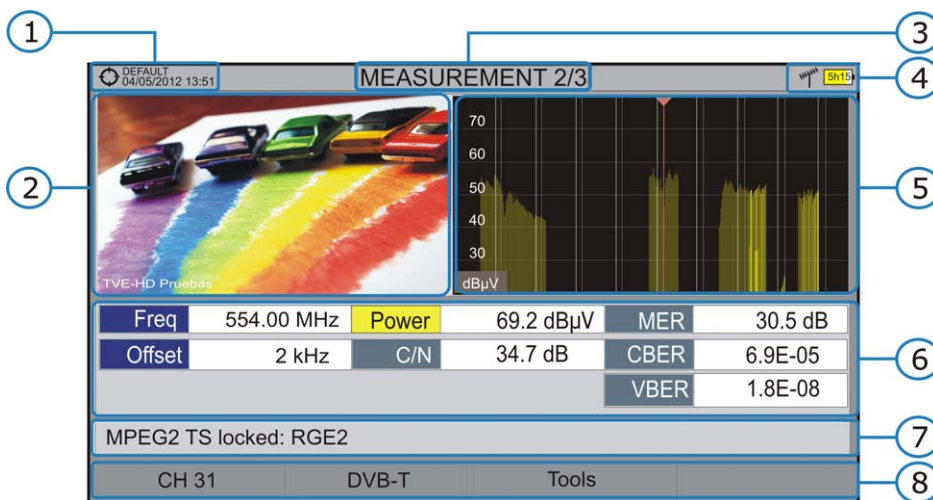 1
3
DEFAULT
04/05/2012 13:51
MEASUREMENT 2/3
5h15
4
2
TVE-HD Pruebas
70
60
50
40
30
dBµV
5
Freq 554.00 MHz Power 69.2 dBµV MER 30.5 dB
Offset 2 kHz C/N 34.7 dB CBER 6.9E-05
VBER 1.8E-08
6
MPEG2 TS locked: RGE2
7
CH 31 DVB-T Tools
8